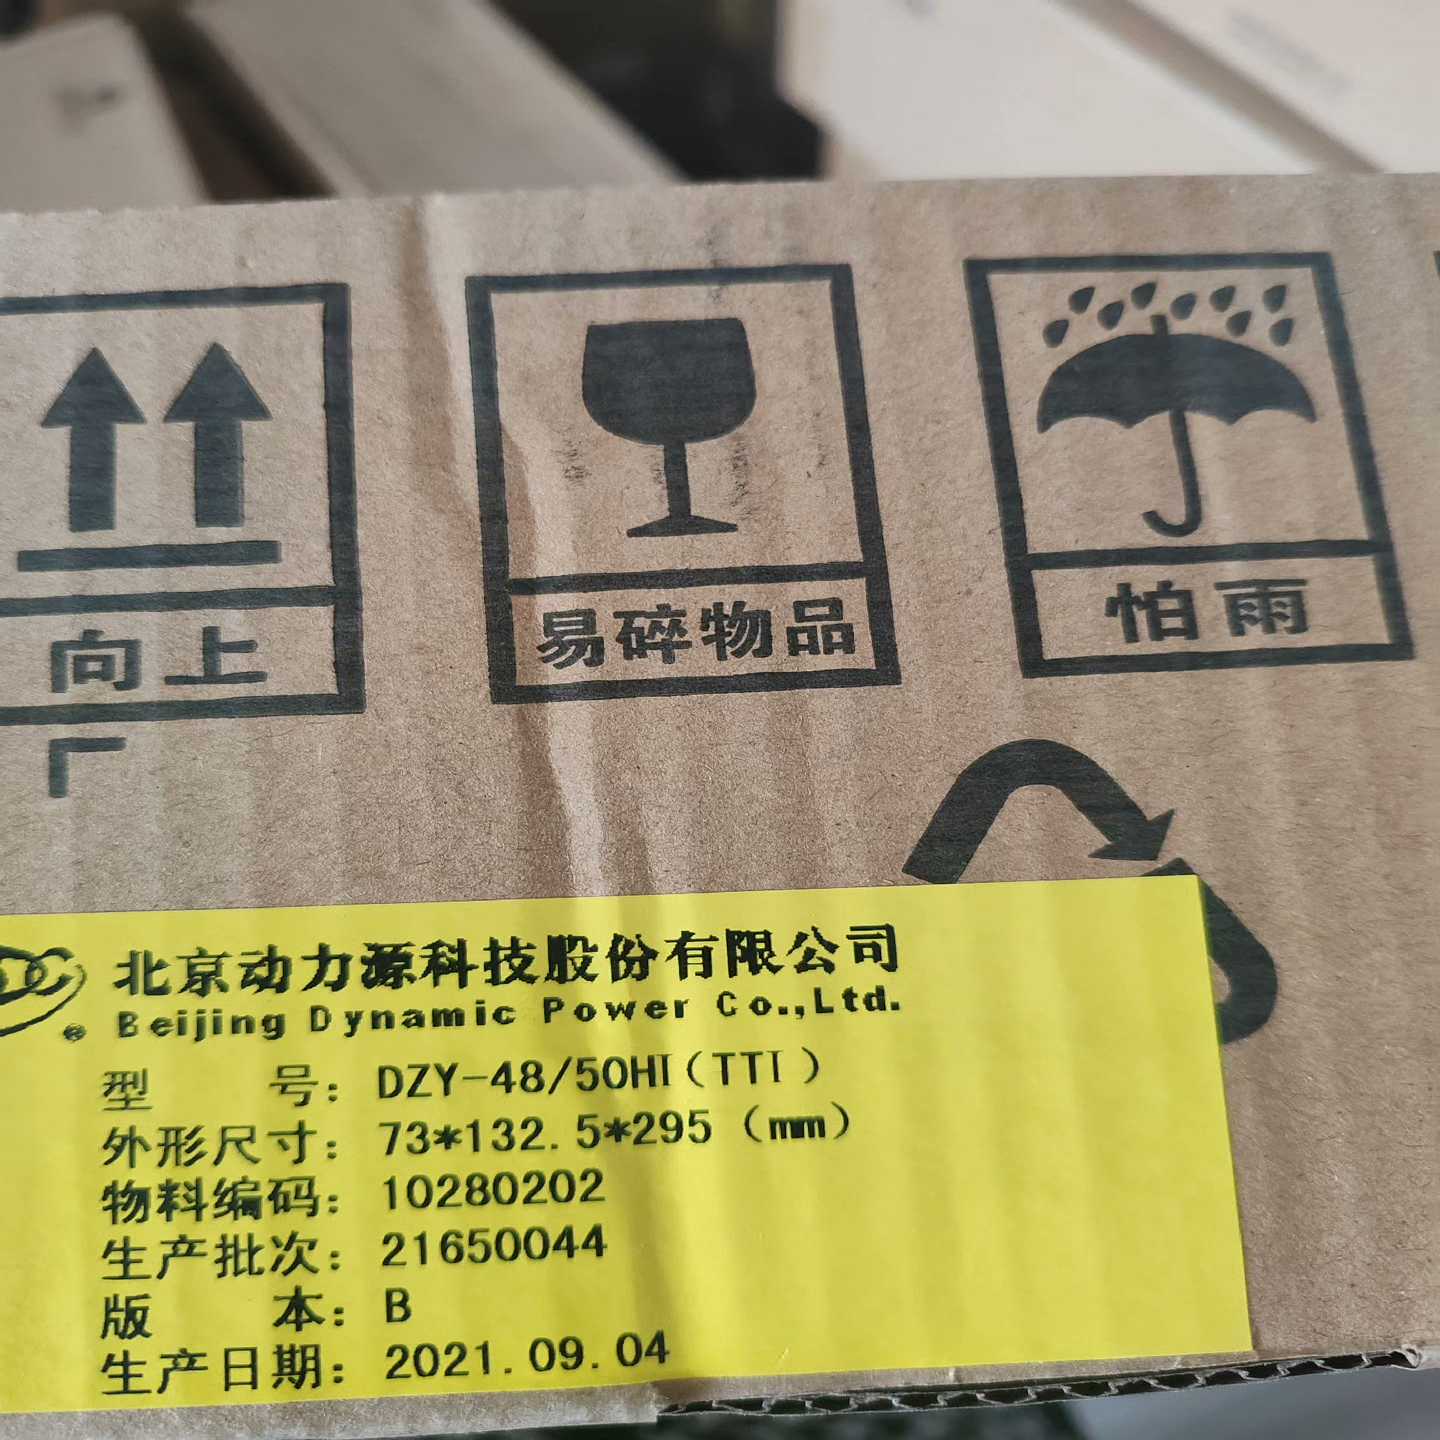 向上
易碎物品
怕雨
北京动力源科技股份有限公司
®
Beijing Dynamic Power Co.,Ltd.
型 号：DZY-48/50HI（TTI）
外形尺寸：73*132.5*295（mm）
物料编码：10280202
生产批次：21650044
版 本：B
生产日期：2021.09.04